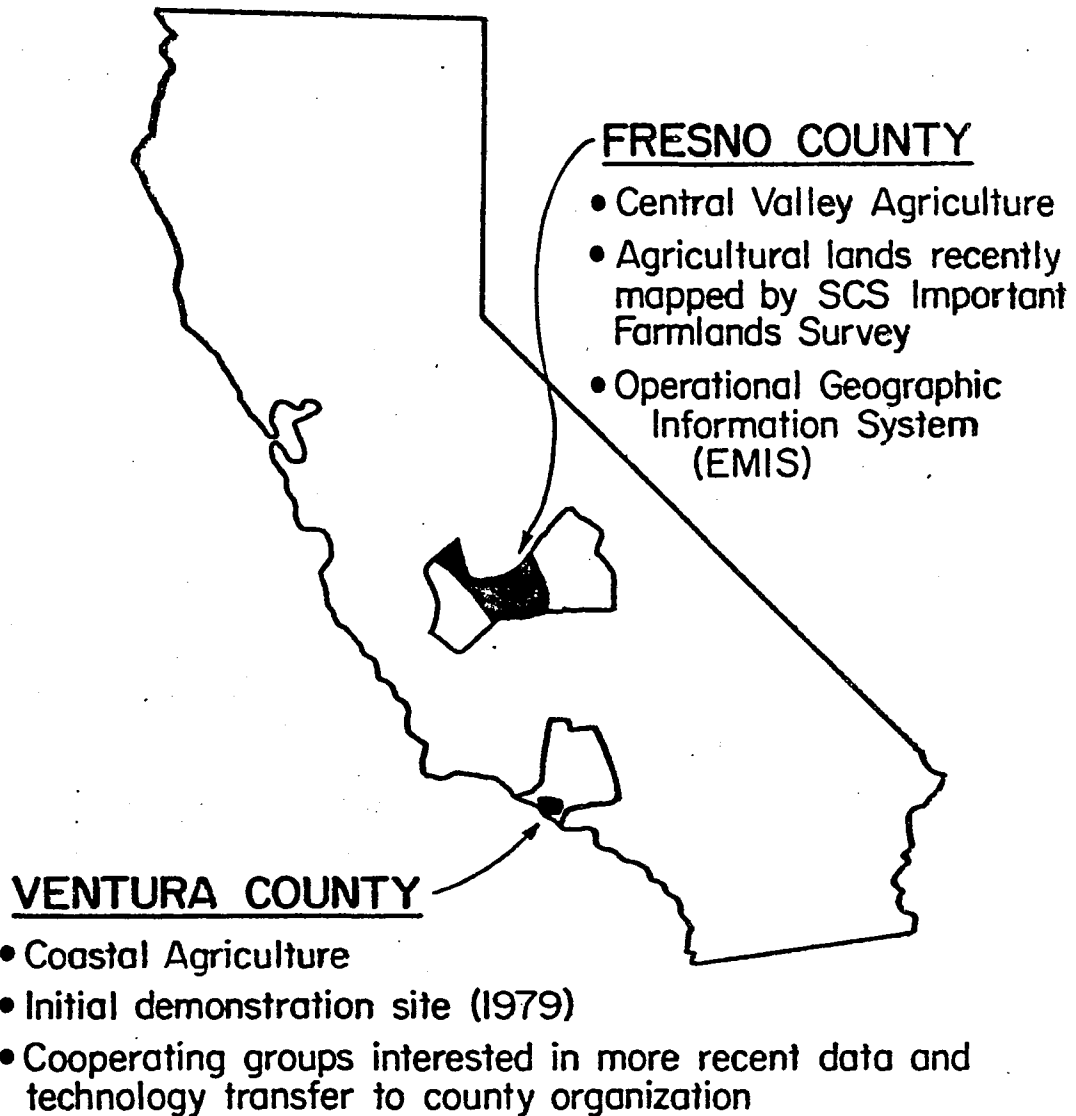 FRESNO COUNTY
• Central Valley Agriculture
• Agricultural lands recently
mapped by SCS Important
Farmlands Survey
• Operational Geographic
Information System
(EMIS)
VENTURA COUNTY
• Coastal Agriculture
• Initial demonstration site (1979)
• Cooperating groups interested in more recent data and
technology transfer to county organization